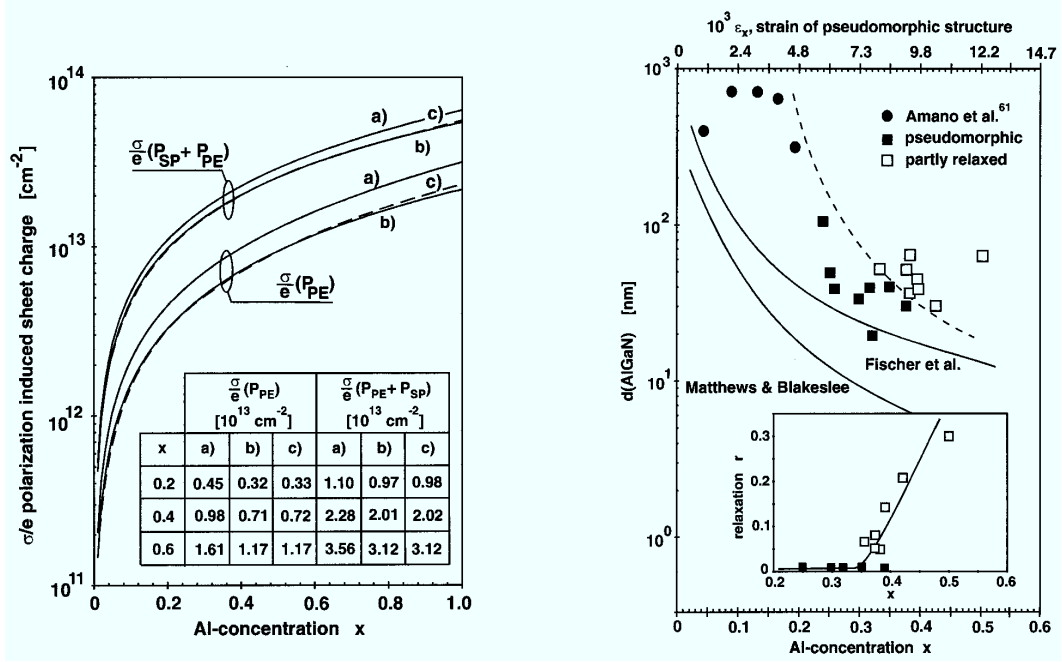 10^14
10^13
10^12
10^11
σ/e polarization induced sheet charge [cm^-2]
σ/e (P_SP + P_PE)
a)
c)
b)
a)
c)
b)
σ/e (P_PE)
σ/e (P_PE) σ/e (P_PE + P_SP)
[10^13 cm^-2] [10^13 cm^-2]
x a) b) c) a) b) c)
0.2 0.45 0.32 0.33 1.10 0.97 0.98
0.4 0.98 0.71 0.72 2.28 2.01 2.02
0.6 1.61 1.17 1.17 3.56 3.12 3.12
0 0.2 0.4 0.6 0.8 1.0
Al-concentration x
10^3 ε_x, strain of pseudomorphic structure
0 2.4 4.8 7.3 9.8 12.2 14.7
10^3
10^2
10^1
10^0
d(AlGaN) [nm]
Amano et al.^61
pseudomorphic
partly relaxed
Fischer et al.
Matthews & Blakeslee
relaxation r
0.3
0.2
0.1
0
0.2 0.3 0.4 0.5 0.6
x
0 0.1 0.2 0.3 0.4 0.5 0.6
Al-concentration x